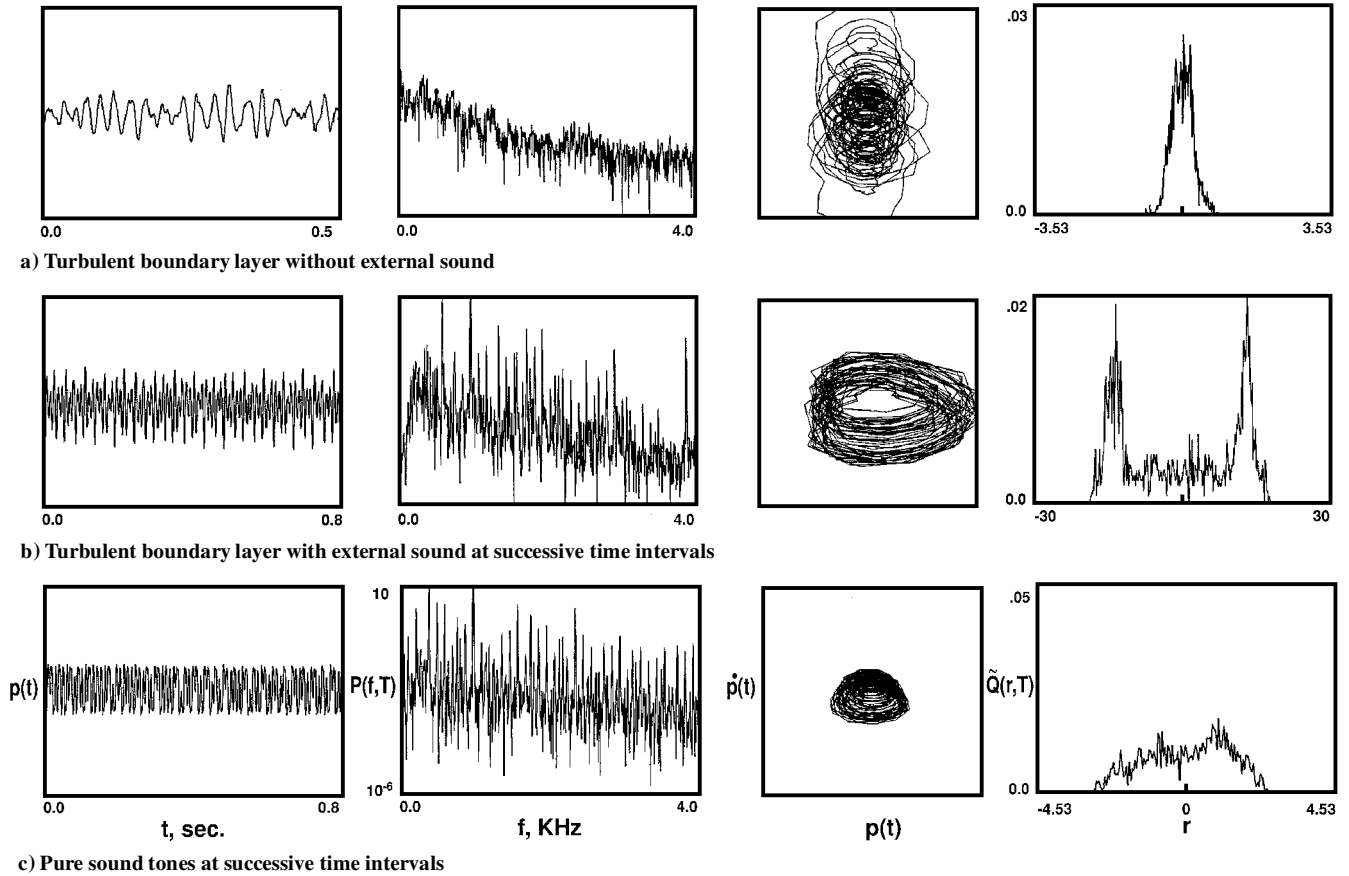 .03
0.0
0.0 0.5 0.0 4.0 -3.53 3.53
a) Turbulent boundary layer without external sound
.02
0.0
0.0 0.8 0.0 4.0 -30 30
b) Turbulent boundary layer with external sound at successive time intervals
10 .05
p(t) P(f,T) ṗ(t) Q̃(r,T)
10⁻⁶ 0.0
0.0 0.8 0.0 4.0 -4.53 0 4.53
t, sec. f, KHz p(t) r
c) Pure sound tones at successive time intervals